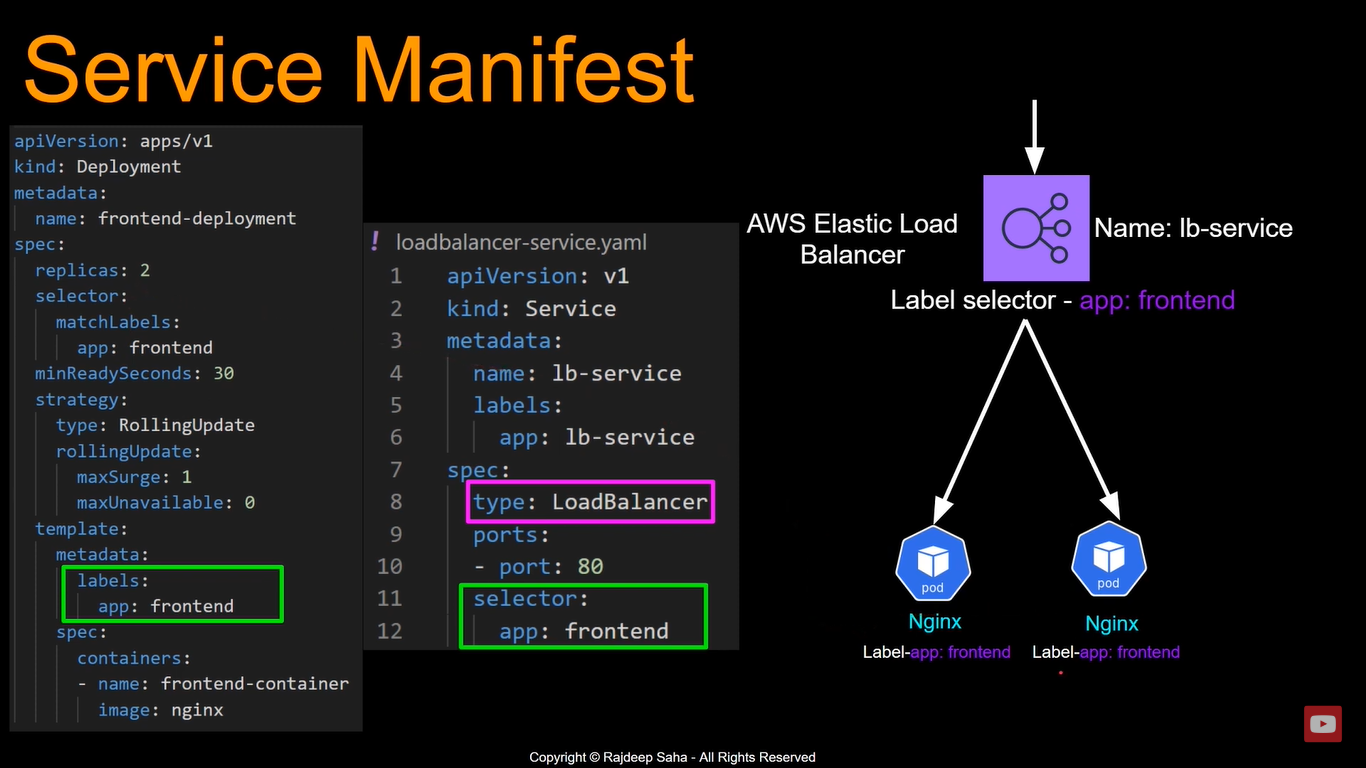 Service Manifest
apiVersion: apps/v1
kind: Deployment
metadata:
name: frontend-deployment
spec:
replicas: 2
selector:
matchLabels:
app: frontend
minReadySeconds: 30
strategy:
type: RollingUpdate
rollingUpdate:
maxSurge: 1
maxUnavailable: 0
template:
metadata:
labels:
app: frontend
spec:
containers:
- name: frontend-container
image: nginx
! loadbalancer-service.yaml
1 apiVersion: v1
2 kind: Service
3 metadata:
4 name: lb-service
5 labels:
6 app: lb-service
7 spec:
8 type: LoadBalancer
9 ports:
10 - port: 80
11 selector:
12 app: frontend
AWS Elastic Load
Balancer
Name: lb-service
Label selector - app: frontend
pod
Nginx
Label-app: frontend
pod
Nginx
Label-app: frontend
Copyright © Rajdeep Saha - All Rights Reserved